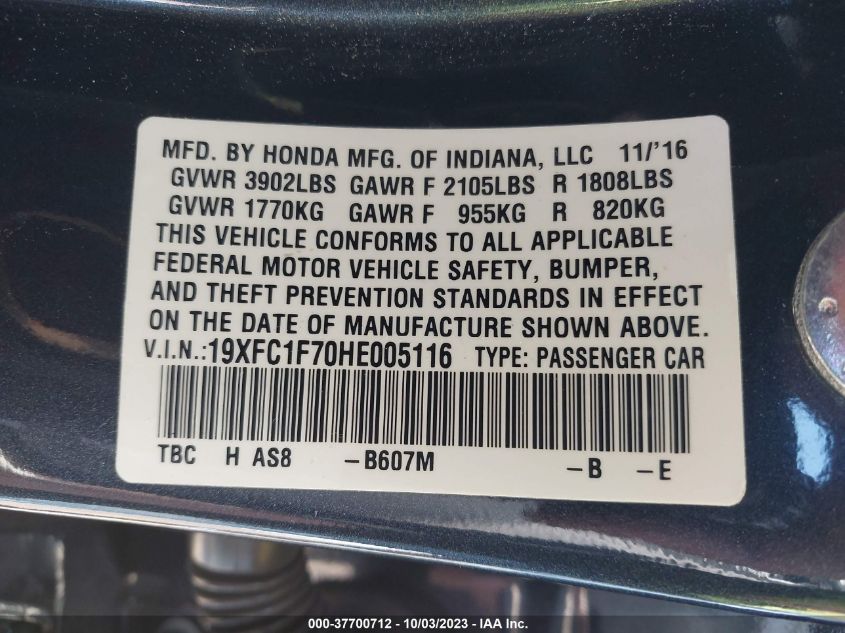 MFD. BY HONDA MFG. OF INDIANA, LLC 11/'16
GVWR 3902LBS GAWR F 2105LBS R 1808LBS
GVWR 1770KG GAWR F 955KG R 820KG
THIS VEHICLE CONFORMS TO ALL APPLICABLE
FEDERAL MOTOR VEHICLE SAFETY, BUMPER,
AND THEFT PREVENTION STANDARDS IN EFFECT
ON THE DATE OF MANUFACTURE SHOWN ABOVE.
V.I.N.:19XFC1F70HE005116 TYPE: PASSENGER CAR
TBC H AS8 -B607M -B -E
000-37700712 - 10/03/2023 - IAAI Inc.